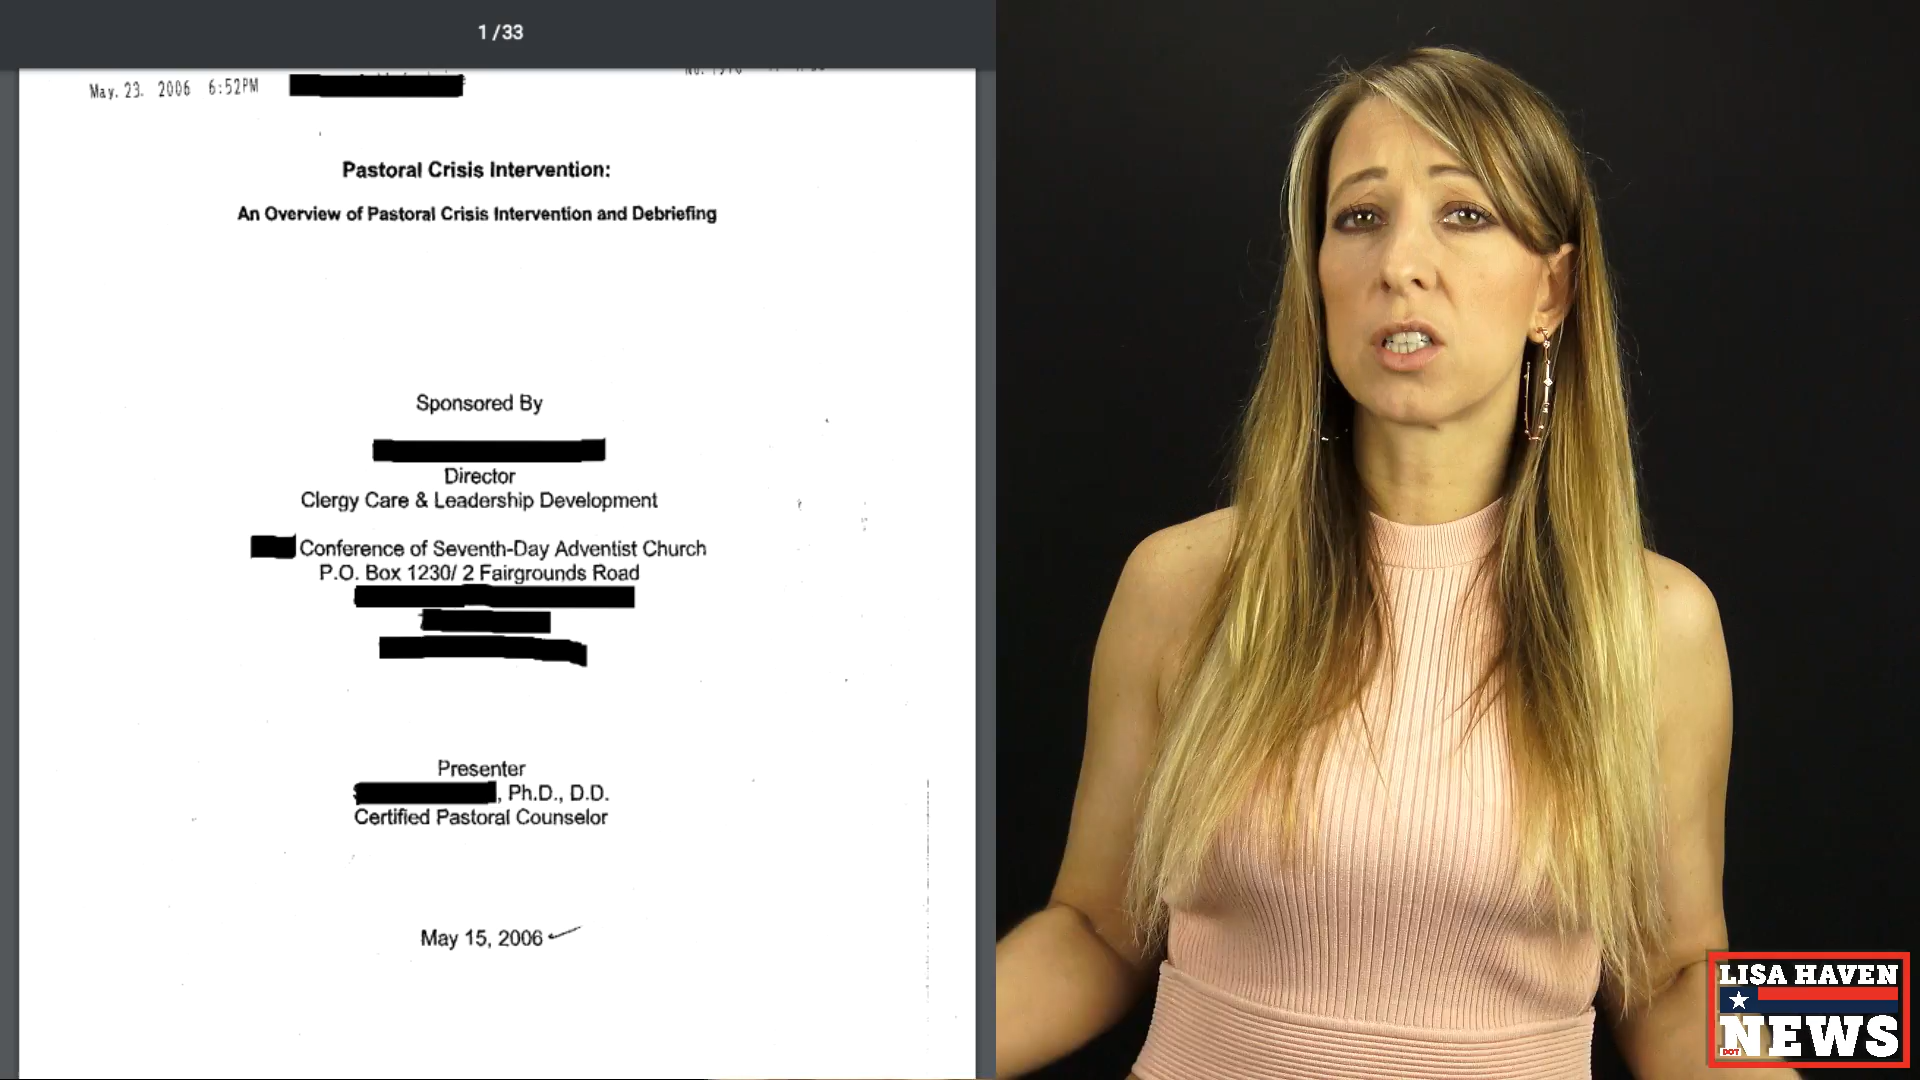 1 / 33
May. 23. 2006 6:52PM
Pastoral Crisis Intervention:
An Overview of Pastoral Crisis Intervention and Debriefing
Sponsored By
Director
Clergy Care & Leadership Development
Conference of Seventh-Day Adventist Church
P.O. Box 1230/ 2 Fairgrounds Road
Presenter
, Ph.D., D.D.
Certified Pastoral Counselor
May 15, 2006
LISA HAVEN
DOT NEWS